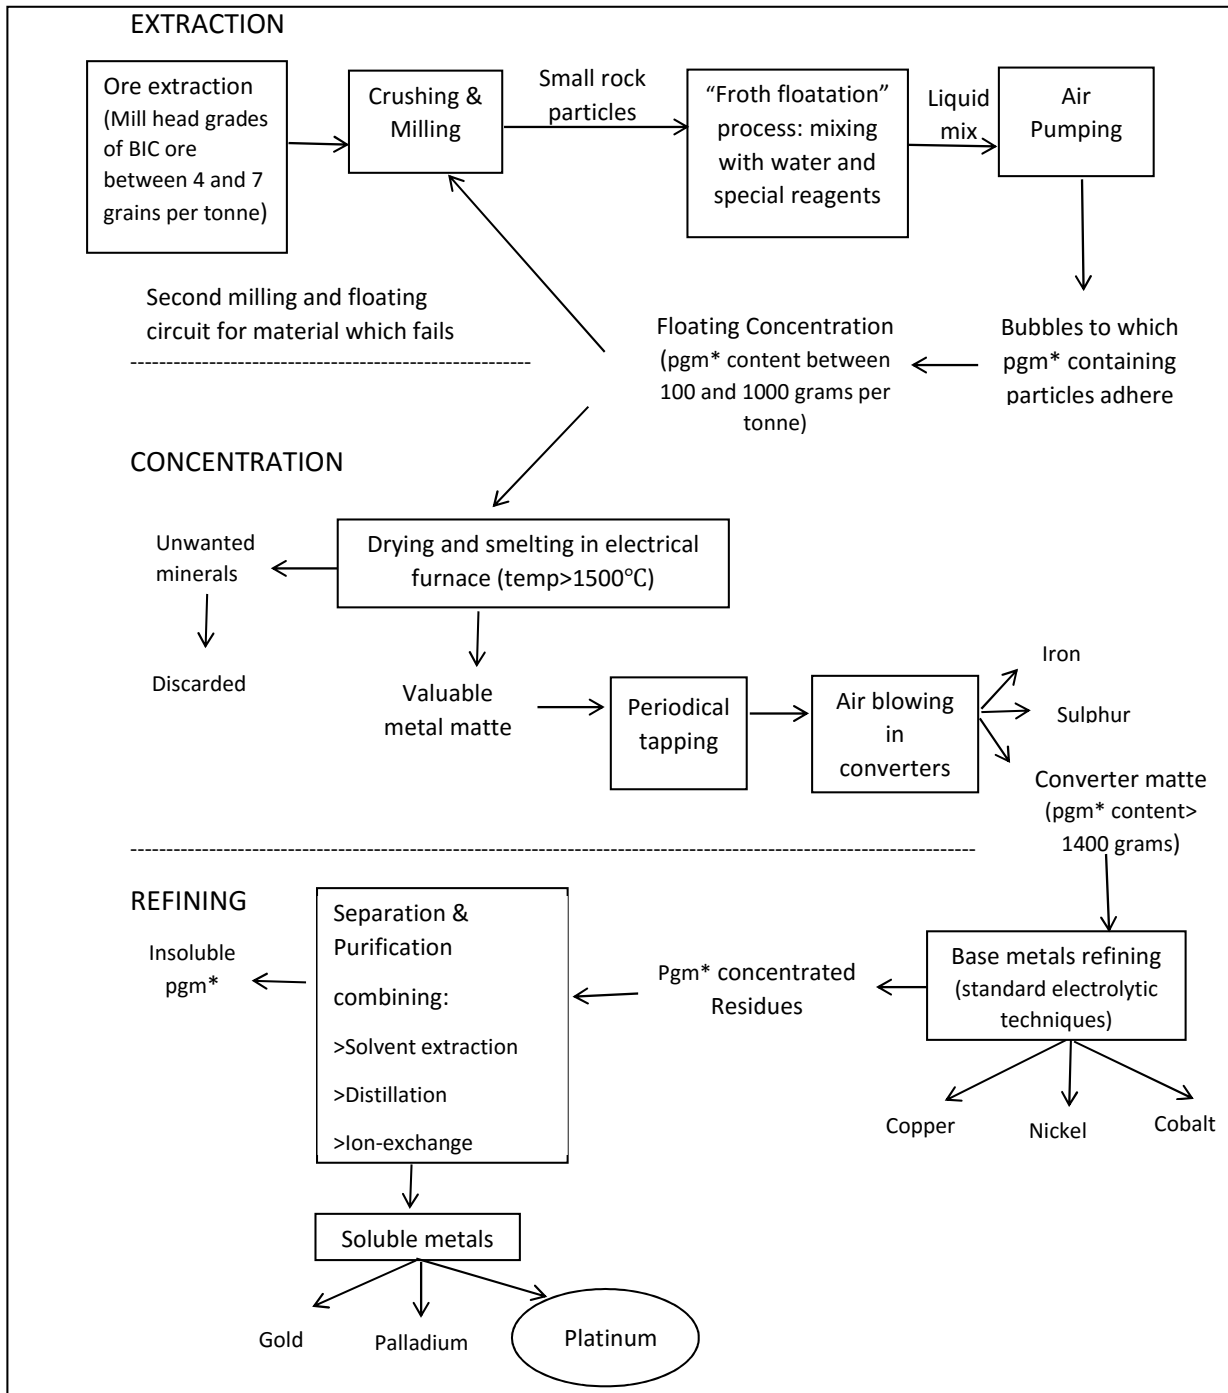 EXTRACTION
Ore extraction
(Mill head grades
of BIC ore
between 4 and 7
grains per tonne)
Crushing &
Milling
Small rock
particles
“Froth floatation”
process: mixing
with water and
special reagents
Liquid
mix
Air
Pumping
Second milling and floating
circuit for material which fails
Floating Concentration
(pgm* content between
100 and 1000 grams per
tonne)
Bubbles to which
pgm* containing
particles adhere
CONCENTRATION
Unwanted
minerals
Discarded
Drying and smelting in electrical
furnace (temp>1500℃)
Valuable
metal matte
Periodical
tapping
Air blowing
in
converters
Iron
Sulphur
Converter matte
(pgm* content>
1400 grams)
REFINING
Insoluble
pgm*
Separation &
Purification
combining:
>Solvent extraction
>Distillation
>Ion-exchange
Pgm* concentrated
Residues
Base metals refining
(standard electrolytic
techniques)
Copper
Nickel
Cobalt
Soluble metals
Gold
Palladium
Platinum